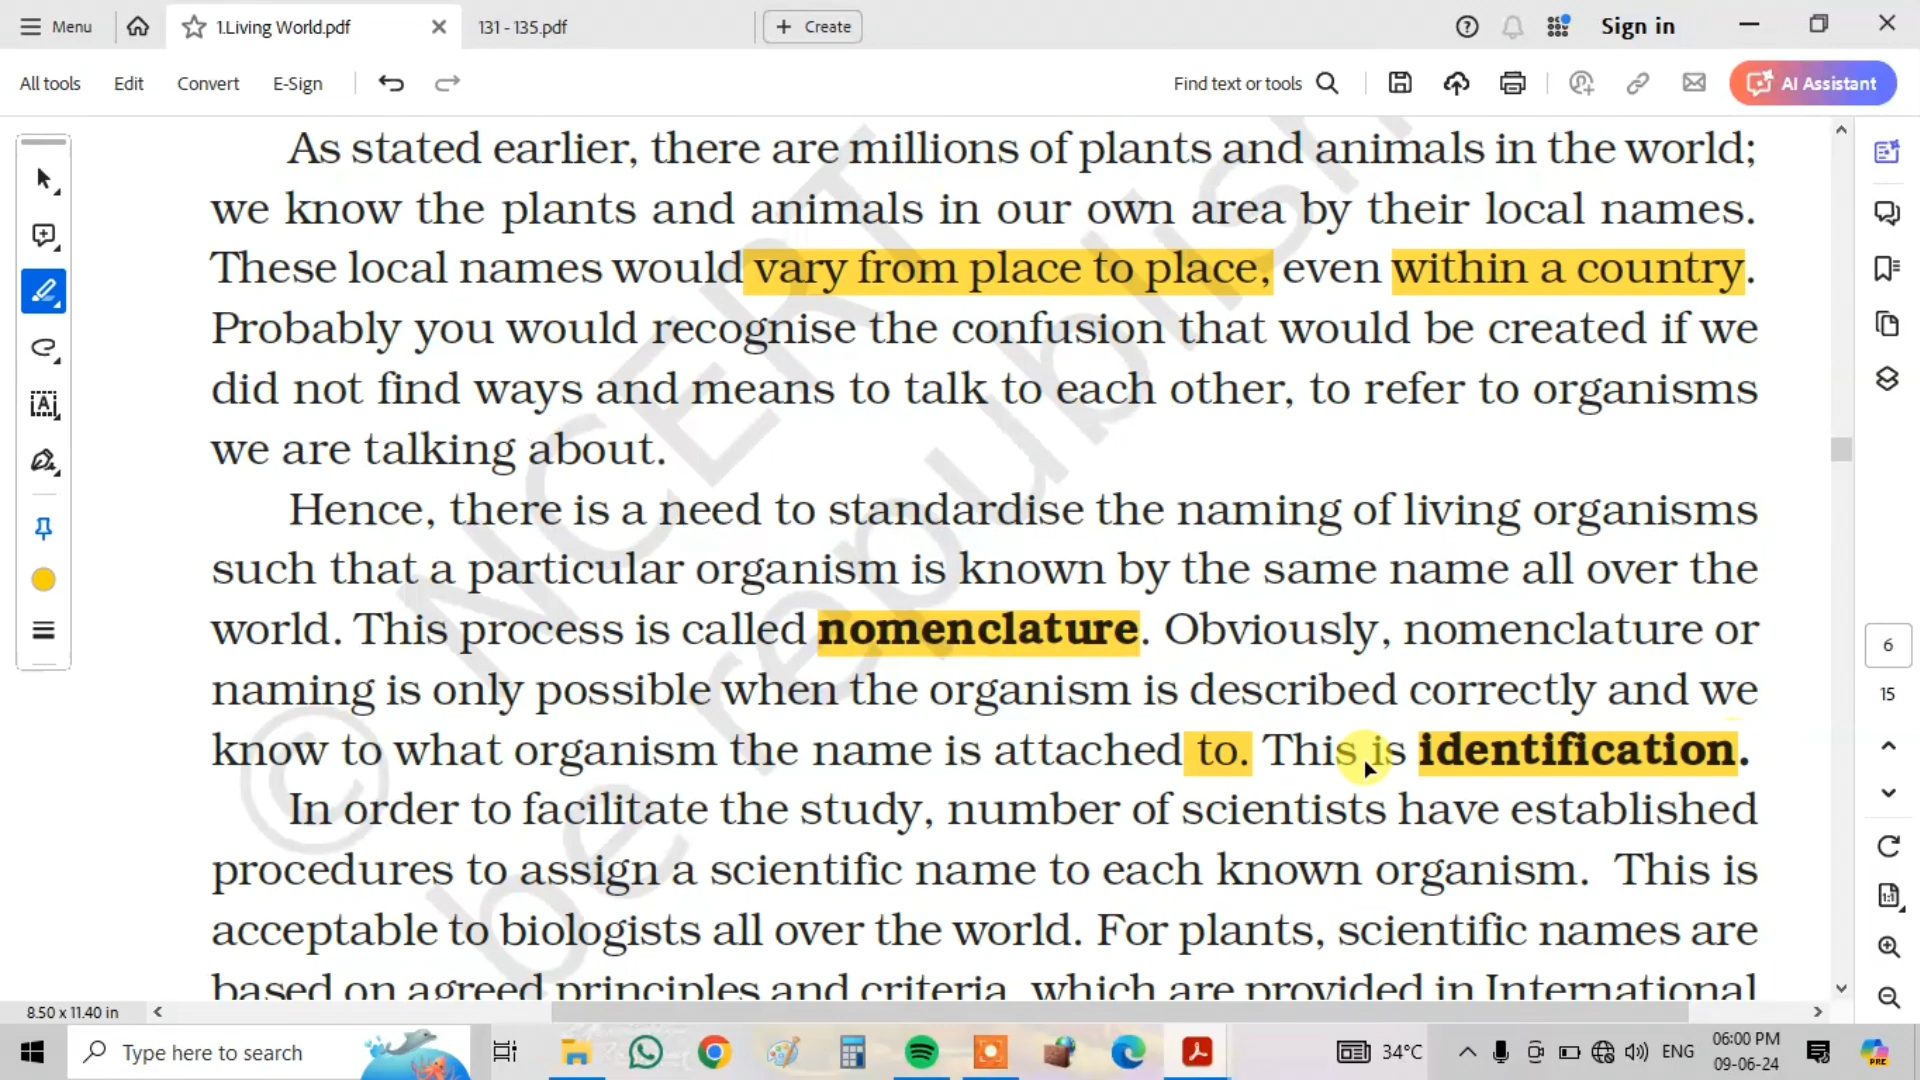 Menu
1.Living World.pdf
131 - 135.pdf
+ Create
Sign in
All tools
Edit
Convert
E-Sign
Find text or tools
AI Assistant
As stated earlier, there are millions of plants and animals in the world;
we know the plants and animals in our own area by their local names.
These local names would vary from place to place, even within a country.
Probably you would recognise the confusion that would be created if we
did not find ways and means to talk to each other, to refer to organisms
we are talking about.
Hence, there is a need to standardise the naming of living organisms
such that a particular organism is known by the same name all over the
world. This process is called nomenclature. Obviously, nomenclature or
naming is only possible when the organism is described correctly and we
know to what organism the name is attached to. This is identification.
In order to facilitate the study, number of scientists have established
procedures to assign a scientific name to each known organism. This is
acceptable to biologists all over the world. For plants, scientific names are
based on agreed principles and criteria, which are provided in International
© NCERT
be republish
6
15
8.50 x 11.40 in
Type here to search
34°C
ENG
06:00 PM
09-06-24
PRE